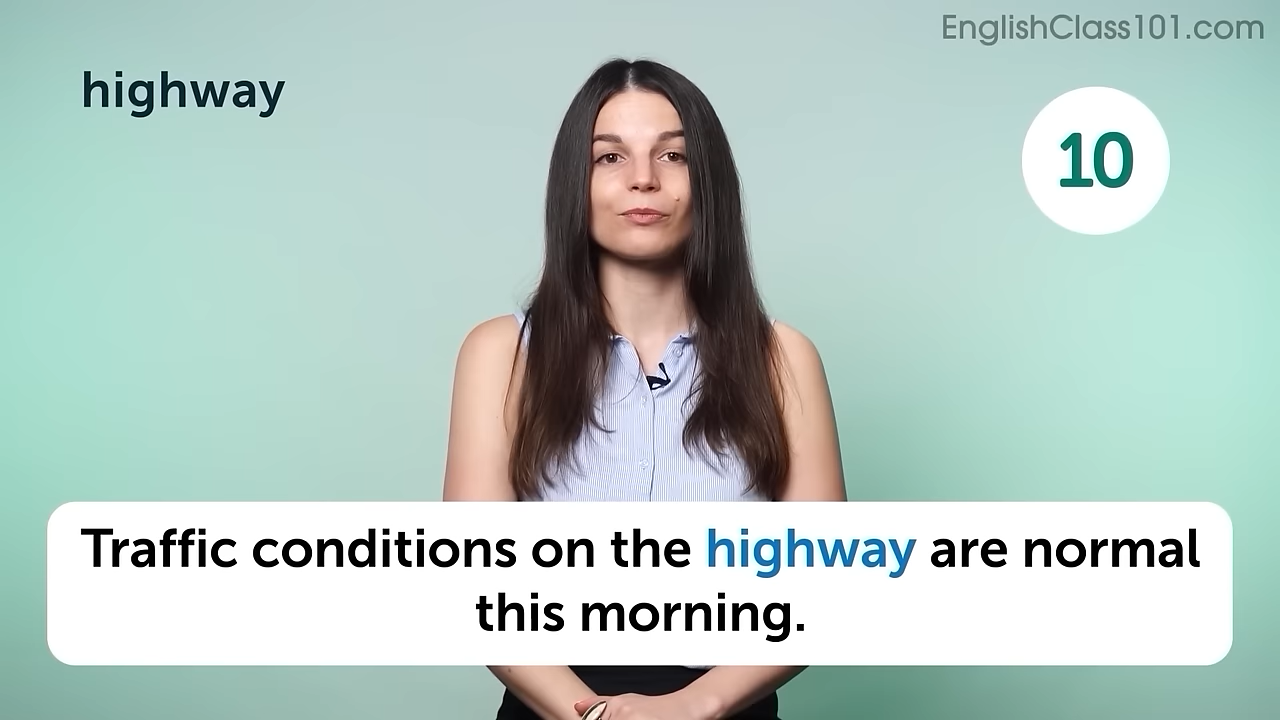 EnglishClass101.com
highway
10
Traffic conditions on the highway are normal
this morning.